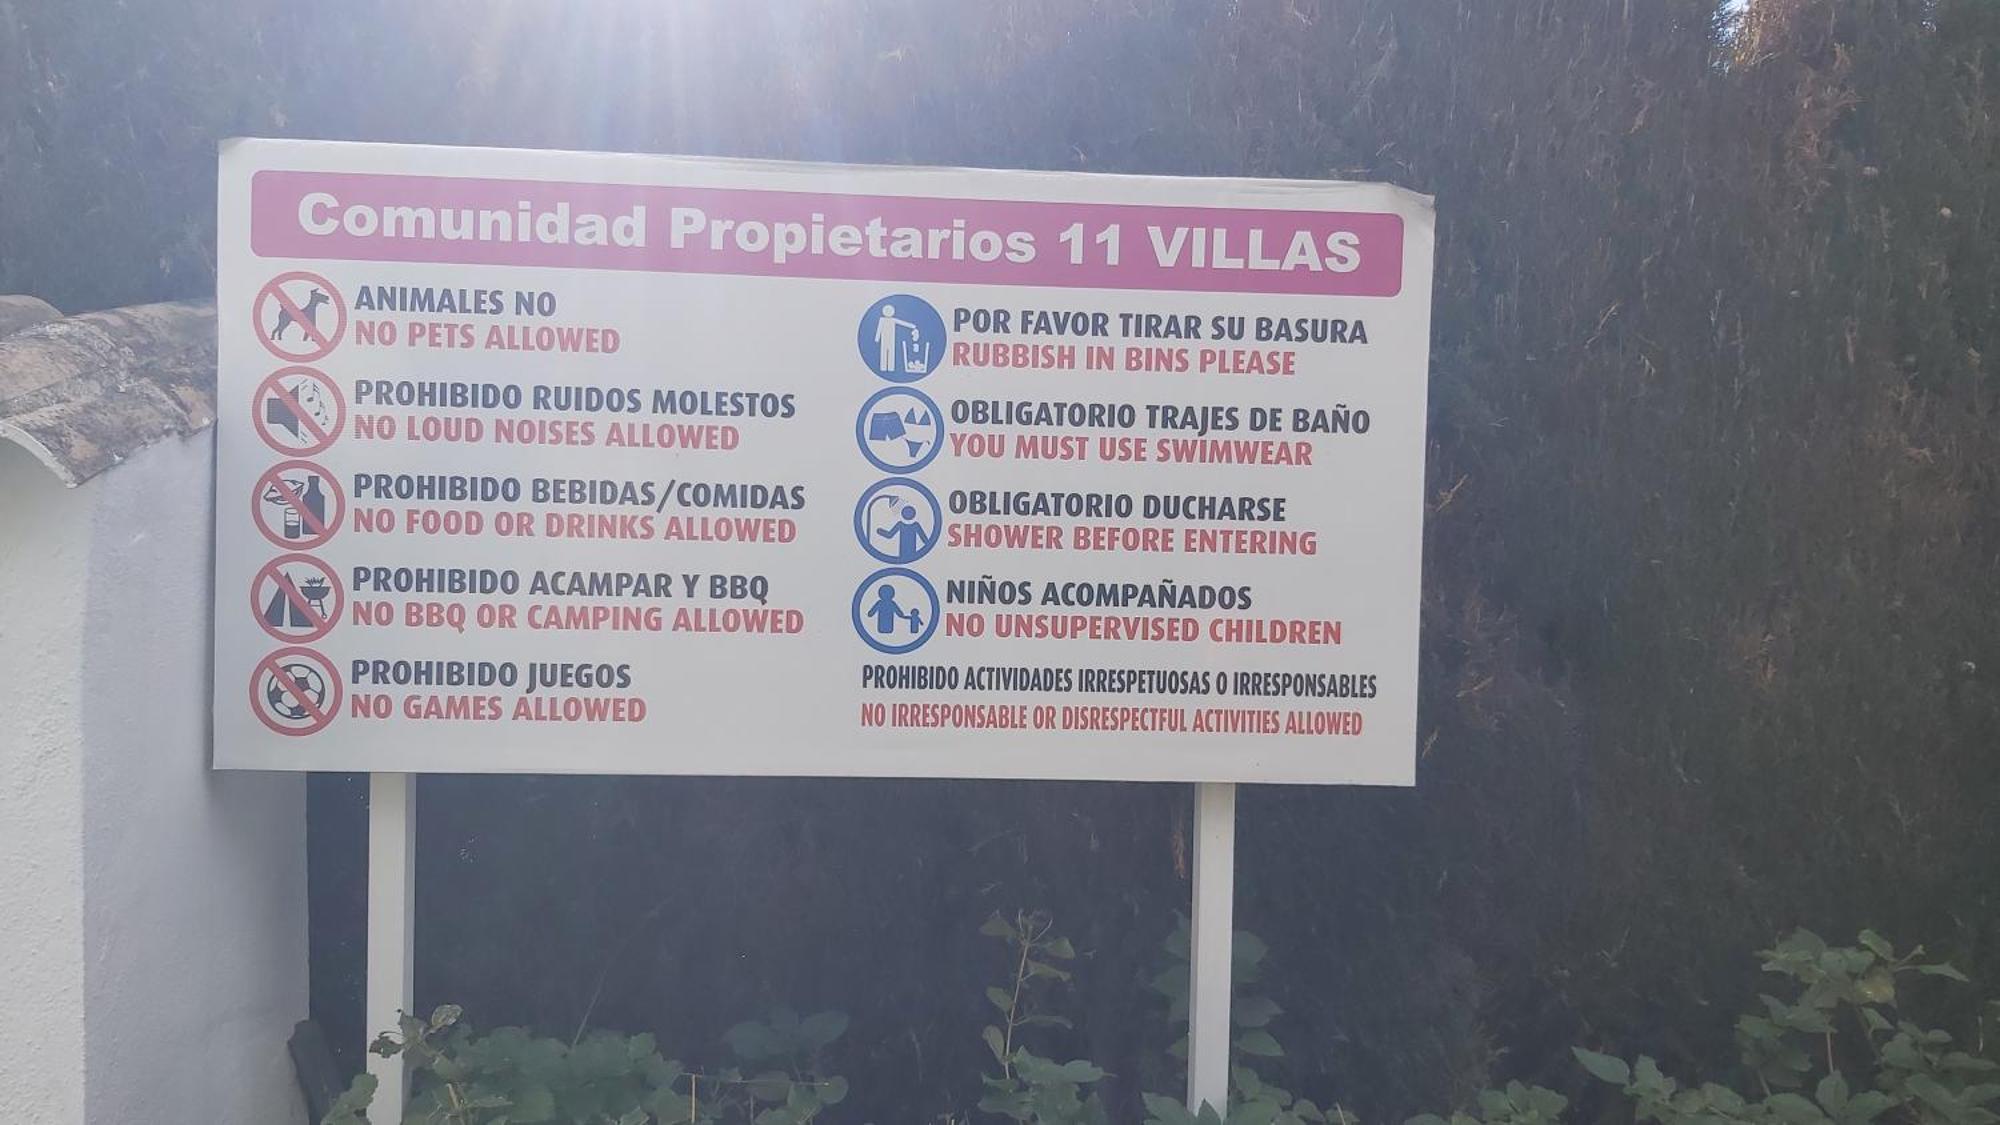 Comunidad Propietarios 11 VILLAS
ANIMALES NO
NO PETS ALLOWED
PROHIBIDO RUIDOS MOLESTOS
NO LOUD NOISES ALLOWED
PROHIBIDO BEBIDAS/COMIDAS
NO FOOD OR DRINKS ALLOWED
PROHIBIDO ACAMPAR Y BBQ
NO BBQ OR CAMPING ALLOWED
PROHIBIDO JUEGOS
NO GAMES ALLOWED
POR FAVOR TIRAR SU BASURA
RUBBISH IN BINS PLEASE
OBLIGATORIO TRAJES DE BAÑO
YOU MUST USE SWIMWEAR
OBLIGATORIO DUCHARSE
SHOWER BEFORE ENTERING
NIÑOS ACOMPAÑADOS
NO UNSUPERVISED CHILDREN
PROHIBIDO ACTIVIDADES IRRESPETUOSAS O IRRESPONSABLES
NO IRRESPONSABLE OR DISRESPECTFUL ACTIVITIES ALLOWED